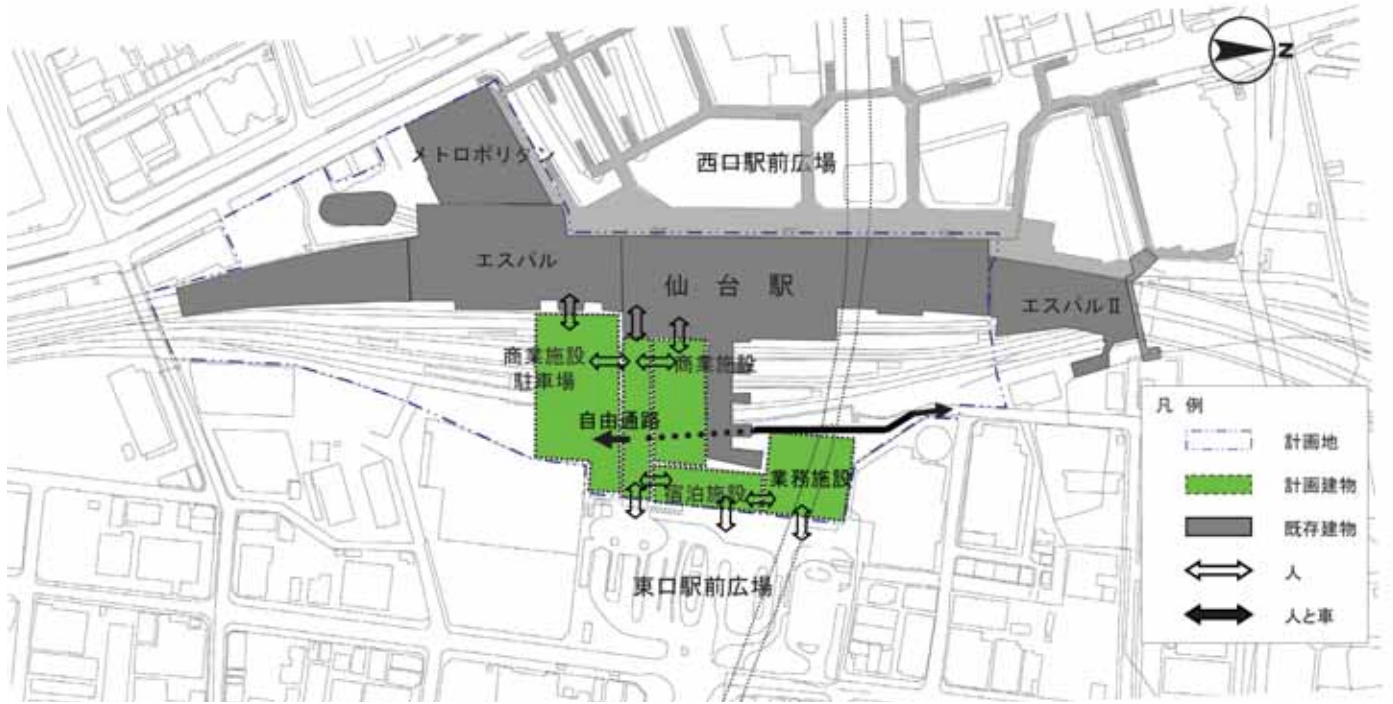 N
メトロポリタン
西口駅前広場
エスパル
仙台駅
エスパルⅡ
商業施設
駐車場
商業施設
自由通路
宿泊施設
業務施設
東口駅前広場
凡例
計画地
計画建物
既存建物
人
人と車